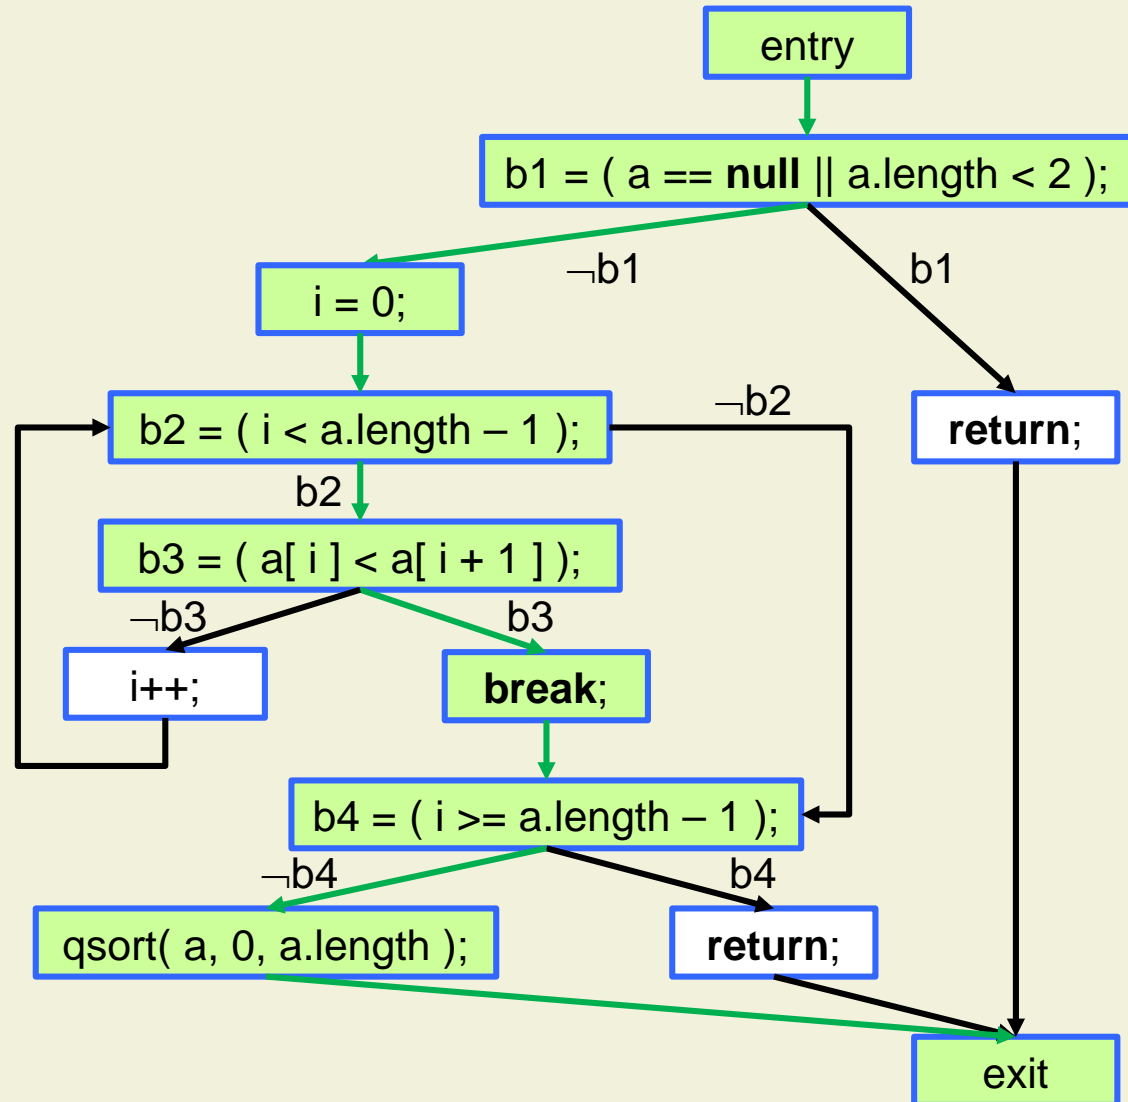 entry
b1 = ( a == null || a.length < 2 );
¬b1
b1
i = 0;
¬b2
b2 = ( i < a.length – 1 );
return;
b2
b3 = ( a[ i ] < a[ i + 1 ] );
¬b3
b3
i++;
break;
b4 = ( i >= a.length – 1 );
¬b4
b4
qsort( a, 0, a.length );
return;
exit